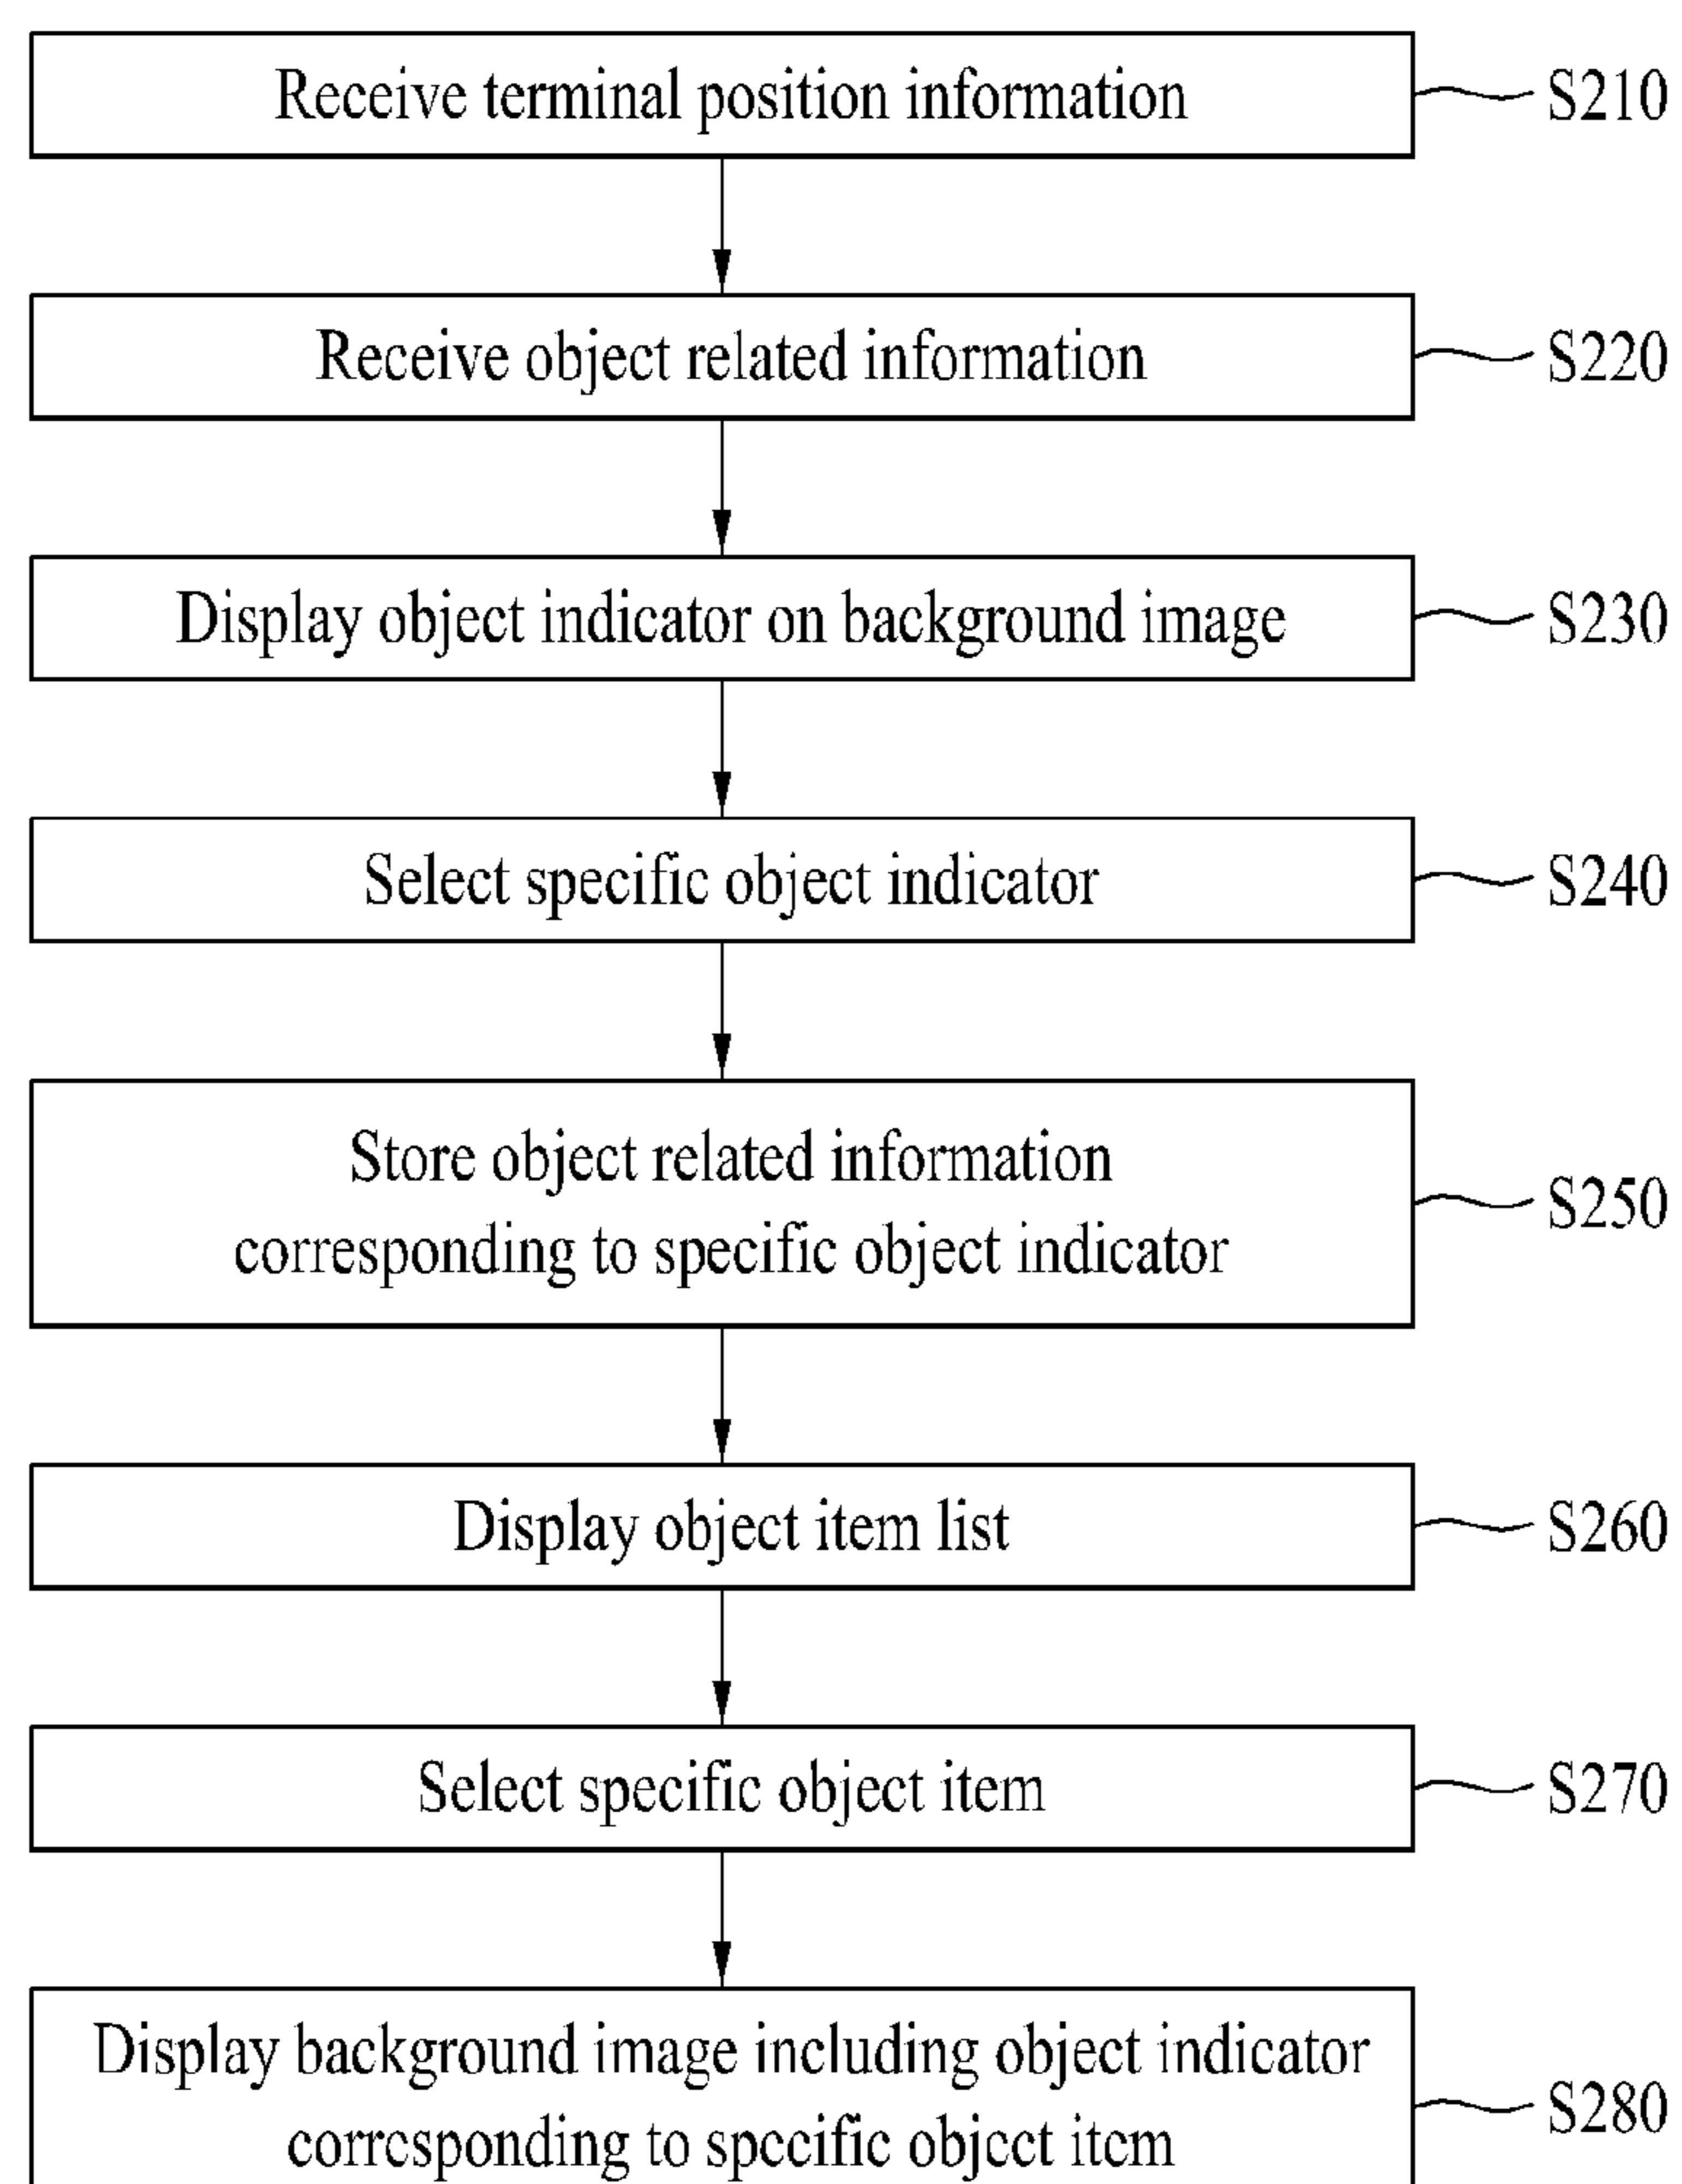 Receive terminal position information S210
Receive object related information S220
Display object indicator on background image S230
Select specific object indicator S240
Store object related information
corresponding to specific object indicator S250
Display object item list S260
Select specific object item S270
Display background image including object indicator
corresponding to specific object item S280